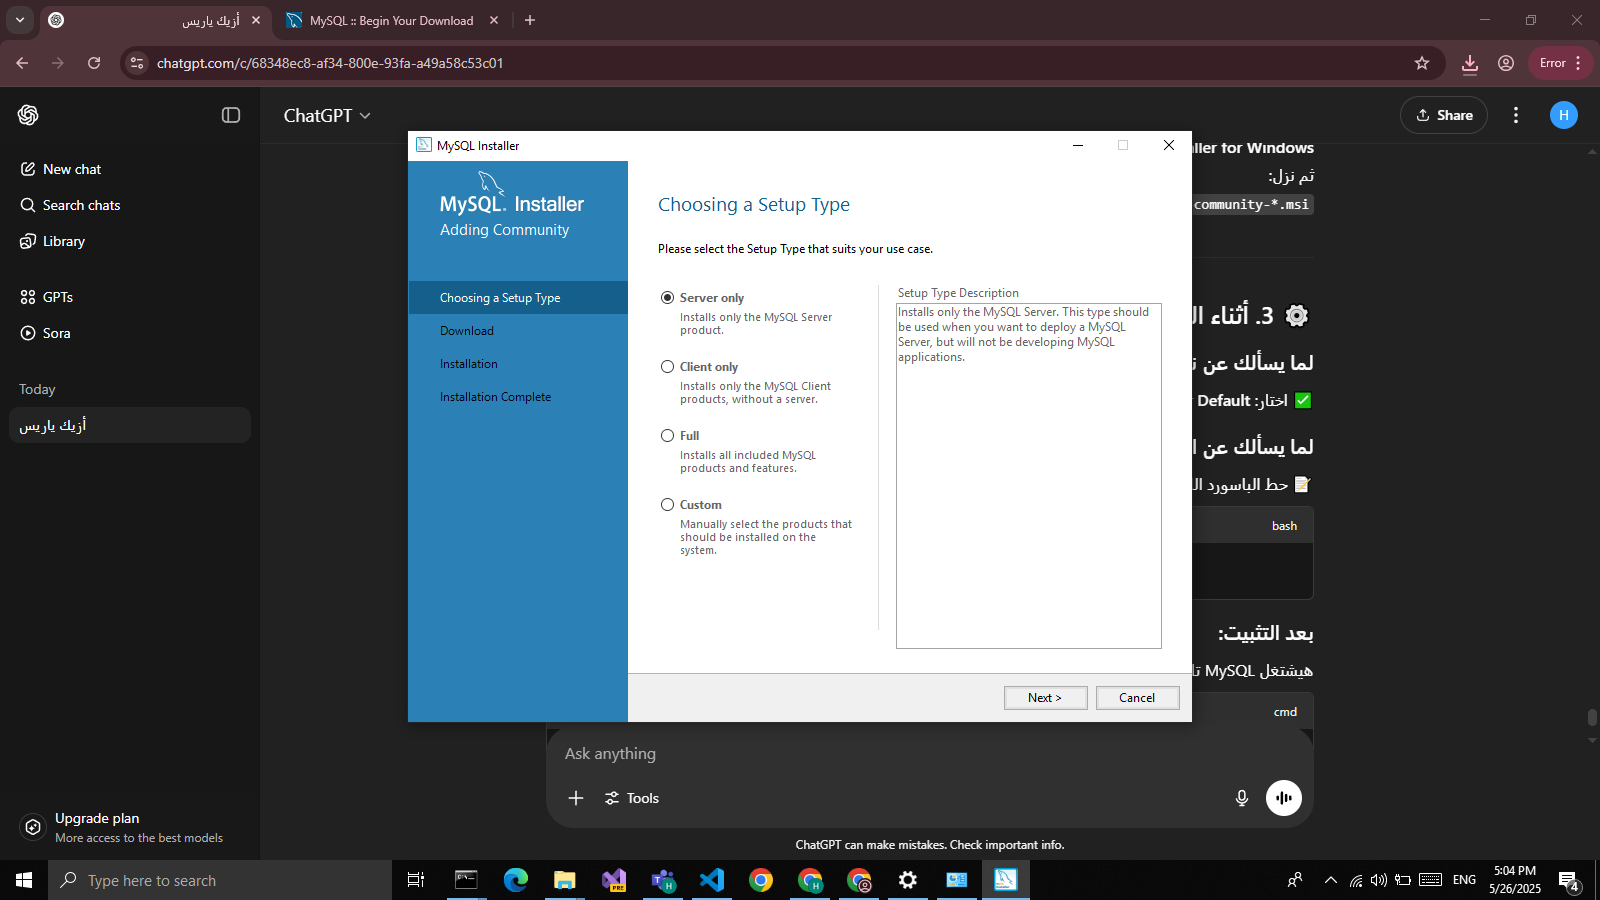 أزيك ياريس
MySQL :: Begin Your Download
chatgpt.com/c/68348ec8-af34-800e-93fa-a49a58c53c01
Error
ChatGPT
Share
H
New chat
Search chats
Library
GPTs
Sora
Today
أزيك ياريس
Upgrade plan
More access to the best models
MySQL Installer
MySQL. Installer
Adding Community
Choosing a Setup Type
Download
Installation
Installation Complete
Choosing a Setup Type
Please select the Setup Type that suits your use case.
Server only
Installs only the MySQL Server
product.
Client only
Installs only the MySQL Client
products, without a server.
Full
Installs all included MySQL
products and features.
Custom
Manually select the products that
should be installed on the
system.
Setup Type Description
Installs only the MySQL Server. This type should
be used when you want to deploy a MySQL
Server, but will not be developing MySQL
applications.
Next >
Cancel
ller for Windows
ثم نزل:
community-*.msi
3. أثناء ال
لما يسألك عن
✅ اختار: Default
لما يسألك عن ا
📝 حط الباسورد ال
bash
بعد التثبيت:
هيشتغل MySQL تا
cmd
Ask anything
Tools
ChatGPT can make mistakes. Check important info.
Type here to search
PRE
H
H
ENG
5:04 PM
5/26/2025
4